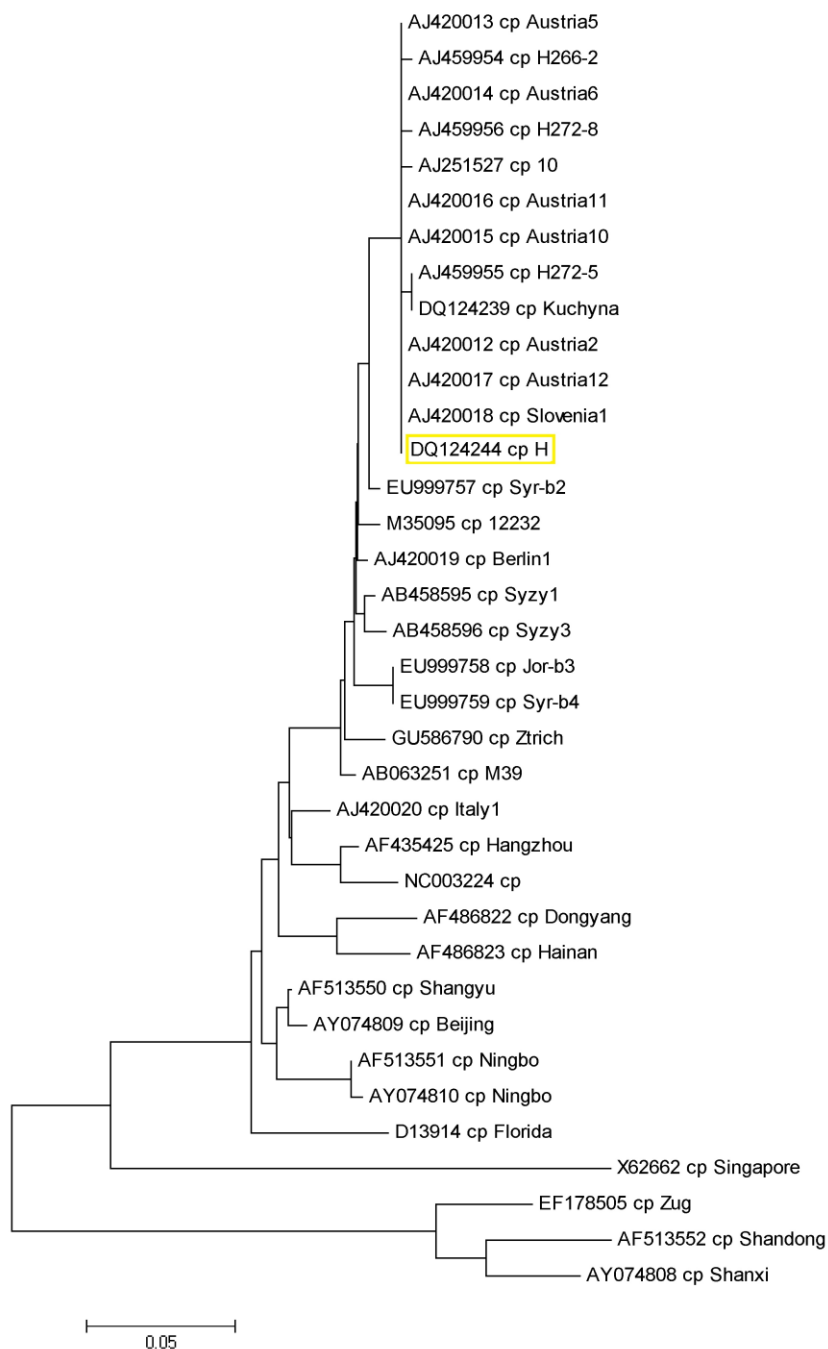 AJ420013 cp Austria5
AJ459954 cp H266-2
AJ420014 cp Austria6
AJ459956 cp H272-8
AJ251527 cp 10
AJ420016 cp Austria11
AJ420015 cp Austria10
AJ459955 cp H272-5
DQ124239 cp Kuchyna
AJ420012 cp Austria2
AJ420017 cp Austria12
AJ420018 cp Slovenia1
DQ124244 cp H
EU999757 cp Syr-b2
M35095 cp 12232
AJ420019 cp Berlin1
AB458595 cp Syzy1
AB458596 cp Syzy3
EU999758 cp Jor-b3
EU999759 cp Syr-b4
GU586790 cp Ztrich
AB063251 cp M39
AJ420020 cp Italy1
AF435425 cp Hangzhou
NC003224 cp
AF486822 cp Dongyang
AF486823 cp Hainan
AF513550 cp Shangyu
AY074809 cp Beijing
AF513551 cp Ningbo
AY074810 cp Ningbo
D13914 cp Florida
X62662 cp Singapore
EF178505 cp Zug
AF513552 cp Shandong
AY074808 cp Shanxi
0.05